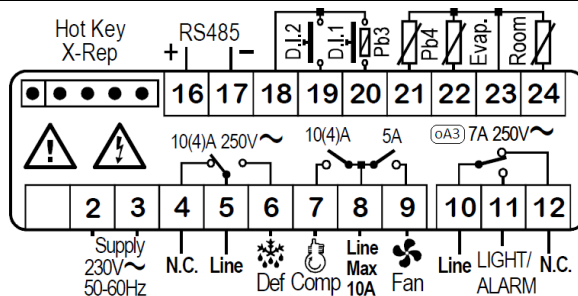 Hot Key
X-Rep
+ RS485 −
D.I.2
D.I.1
Pb3
Pb4
Evap.
Room
16 17 18 19 20 21 22 23 24
10(4)A 250V~
10(4)A
5A
oA3 7A 250V~
2 3 4 5 6 7 8 9 10 11 12
Supply
230V~
50-60Hz
N.C.
Line
Def
Comp
Line
Max
10A
Fan
Line
LIGHT/
ALARM
N.C.